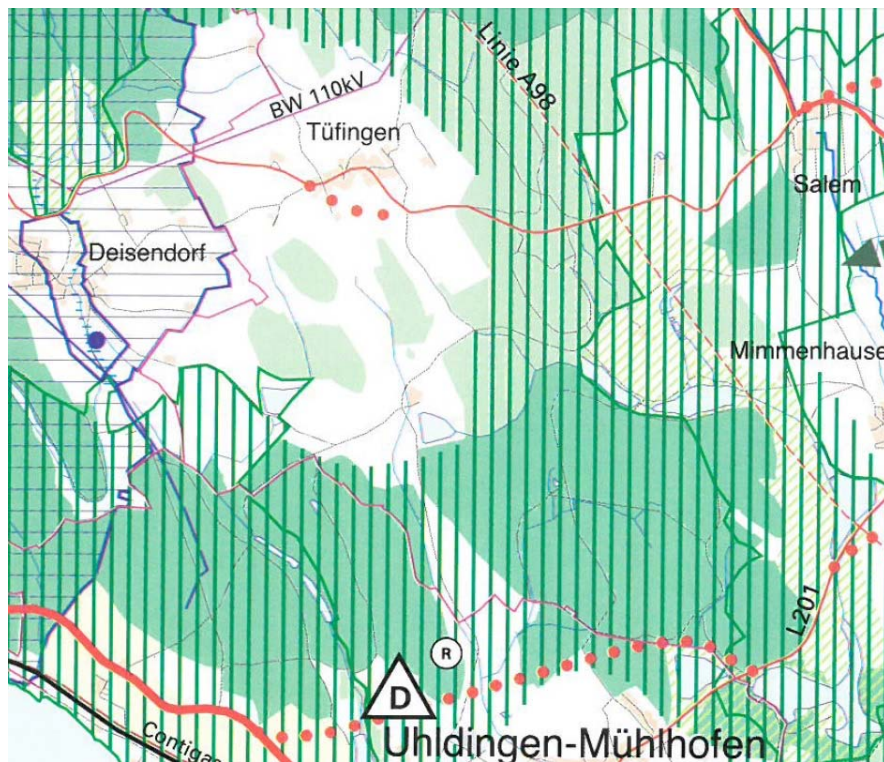 Linie A98
BW 110kV
Tüfingen
Salem
Deisendorf
Mimmenhause
L201
R
D
Uhldingen-Mühlhofen
Contigas